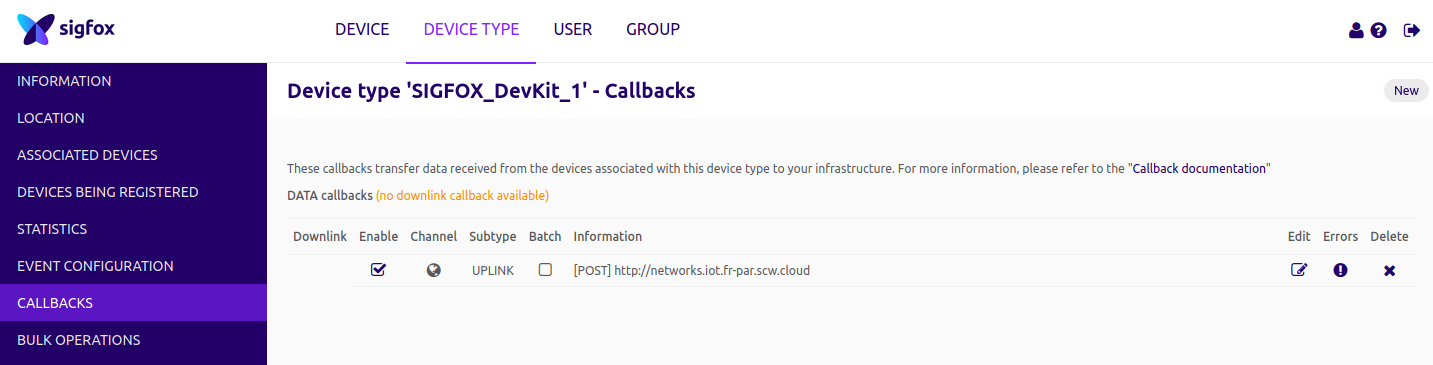 sigfox
DEVICE DEVICE TYPE USER GROUP
INFORMATION
LOCATION
ASSOCIATED DEVICES
DEVICES BEING REGISTERED
STATISTICS
EVENT CONFIGURATION
CALLBACKS
BULK OPERATIONS
Device type 'SIGFOX_DevKit_1' - Callbacks
New
These callbacks transfer data received from the devices associated with this device type to your infrastructure. For more information, please refer to the "Callback documentation"
DATA callbacks (no downlink callback available)
Downlink Enable Channel Subtype Batch Information Edit Errors Delete
UPLINK [POST] http://networks.iot.fr-par.scw.cloud